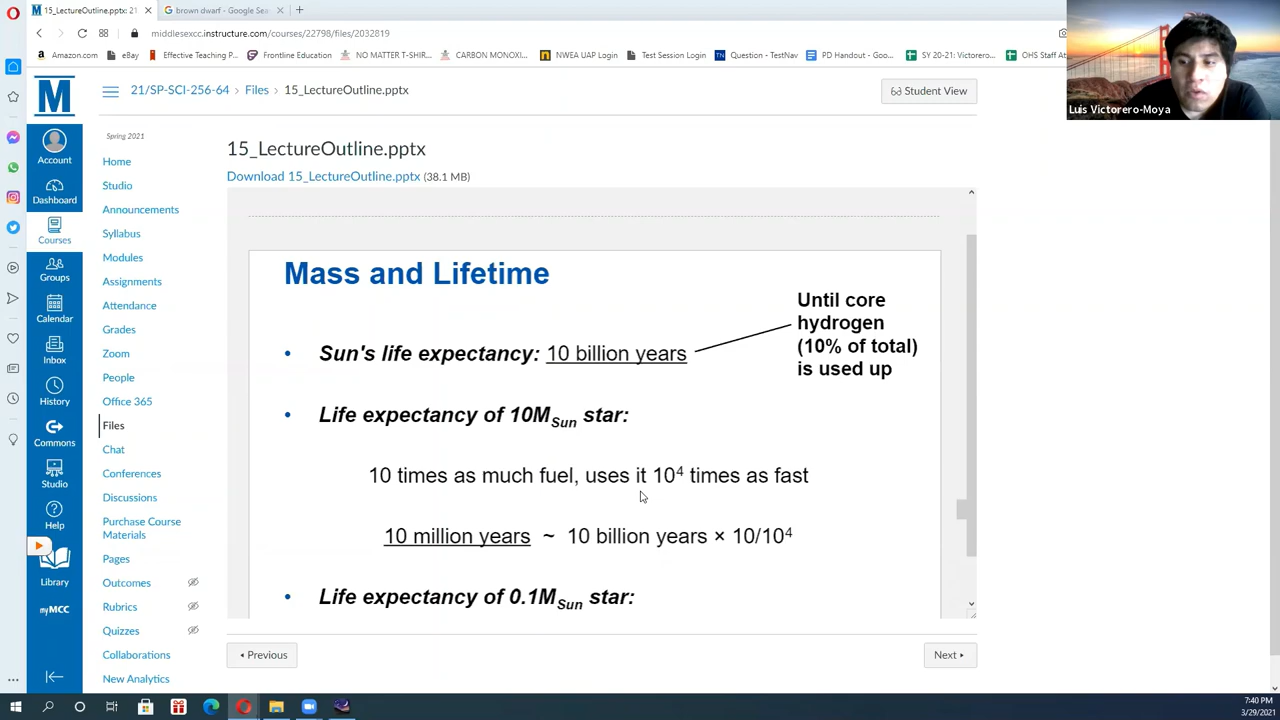 15_LectureOutline.pptx: 21
brown dwarf - Google Sea
middlesexcc.instructure.com/courses/22798/files/2032819
Amazon.com
eBay
Effective Teaching P...
Frontline Education
NO MATTER T-SHIR...
CARBON MONOXI...
NWEA UAP Login
Test Session Login
Question - TestNav
PD Handout - Goo...
SY 20-21: Victorero...
OHS Staff At
Luis Victorero-Moya
21/SP-SCI-256-64 › Files › 15_LectureOutline.pptx
Student View
M
Account
Dashboard
Courses
Groups
Calendar
Inbox
History
Commons
Studio
Help
Library
myMCC
Spring 2021
Home
Studio
Announcements
Syllabus
Modules
Assignments
Attendance
Grades
Zoom
People
Office 365
Files
Chat
Conferences
Discussions
Purchase Course
Materials
Pages
Outcomes
Rubrics
Quizzes
Collaborations
New Analytics
15_LectureOutline.pptx
Download 15_LectureOutline.pptx (38.1 MB)
Mass and Lifetime
Until core
hydrogen
(10% of total)
is used up
• Sun's life expectancy: 10 billion years
• Life expectancy of 10MSun star:
10 times as much fuel, uses it 10⁴ times as fast
10 million years ~ 10 billion years × 10/10⁴
• Life expectancy of 0.1MSun star:
Previous
Next
7:40 PM
3/29/2021